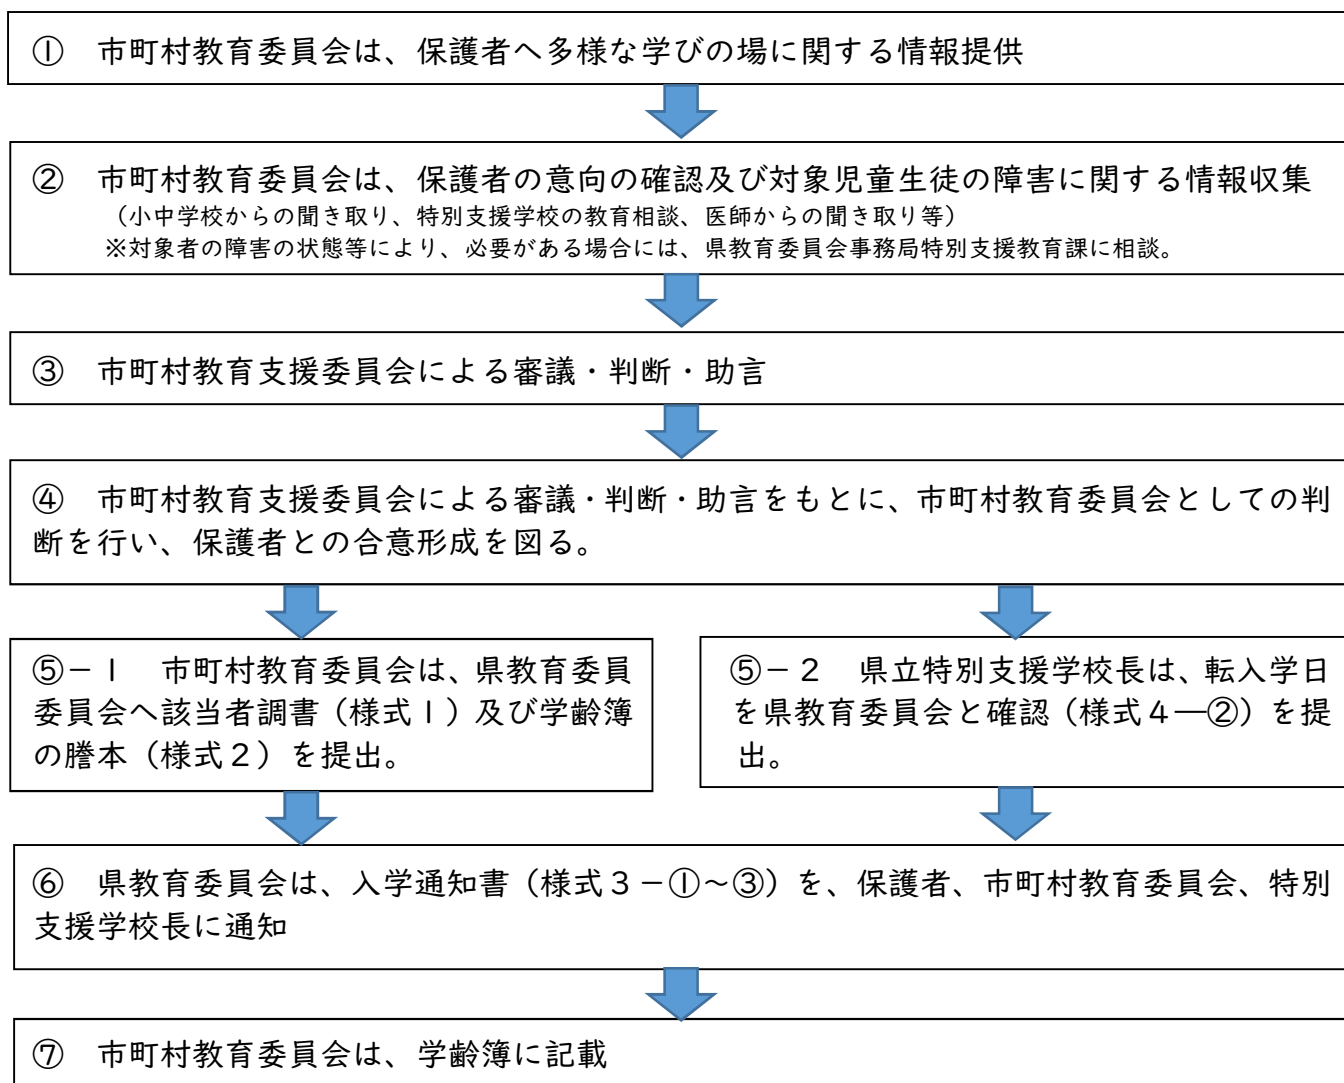 ①　市町村教育委員会は、保護者へ多様な学びの場に関する情報提供
②　市町村教育委員会は、保護者の意向の確認及び対象児童生徒の障害に関する情報収集
（小中学校からの聞き取り、特別支援学校の教育相談、医師からの聞き取り等）
※対象者の障害の状態等により、必要がある場合には、県教育委員会事務局特別支援教育課に相談。
③　市町村教育支援委員会による審議・判断・助言
④　市町村教育支援委員会による審議・判断・助言をもとに、市町村教育委員会としての判
断を行い、保護者との合意形成を図る。
⑤－１　市町村教育委員会は、県教育委員
委員会へ該当者調書（様式１）及び学齢簿
の謄本（様式２）を提出。
⑤－２　県立特別支援学校長は、転入学日
を県教育委員会と確認（様式４―②）を提
出。
⑥　県教育委員会は、入学通知書（様式３－①～③）を、保護者、市町村教育委員会、特別
支援学校長に通知
⑦　市町村教育委員会は、学齢簿に記載